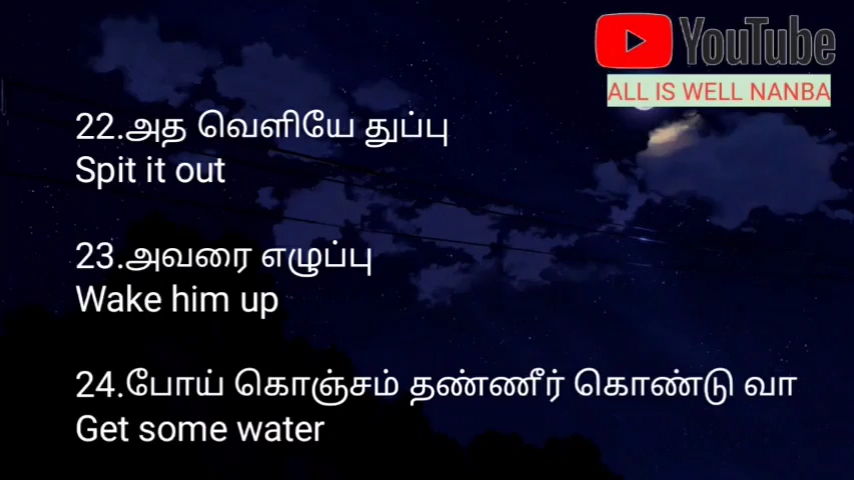 YouTube
ALL IS WELL NANBA
22.அத வெளியே துப்பு
Spit it out
23.அவரை எழுப்பு
Wake him up
24.போய் கொஞ்சம் தண்ணீர் கொண்டு வா
Get some water